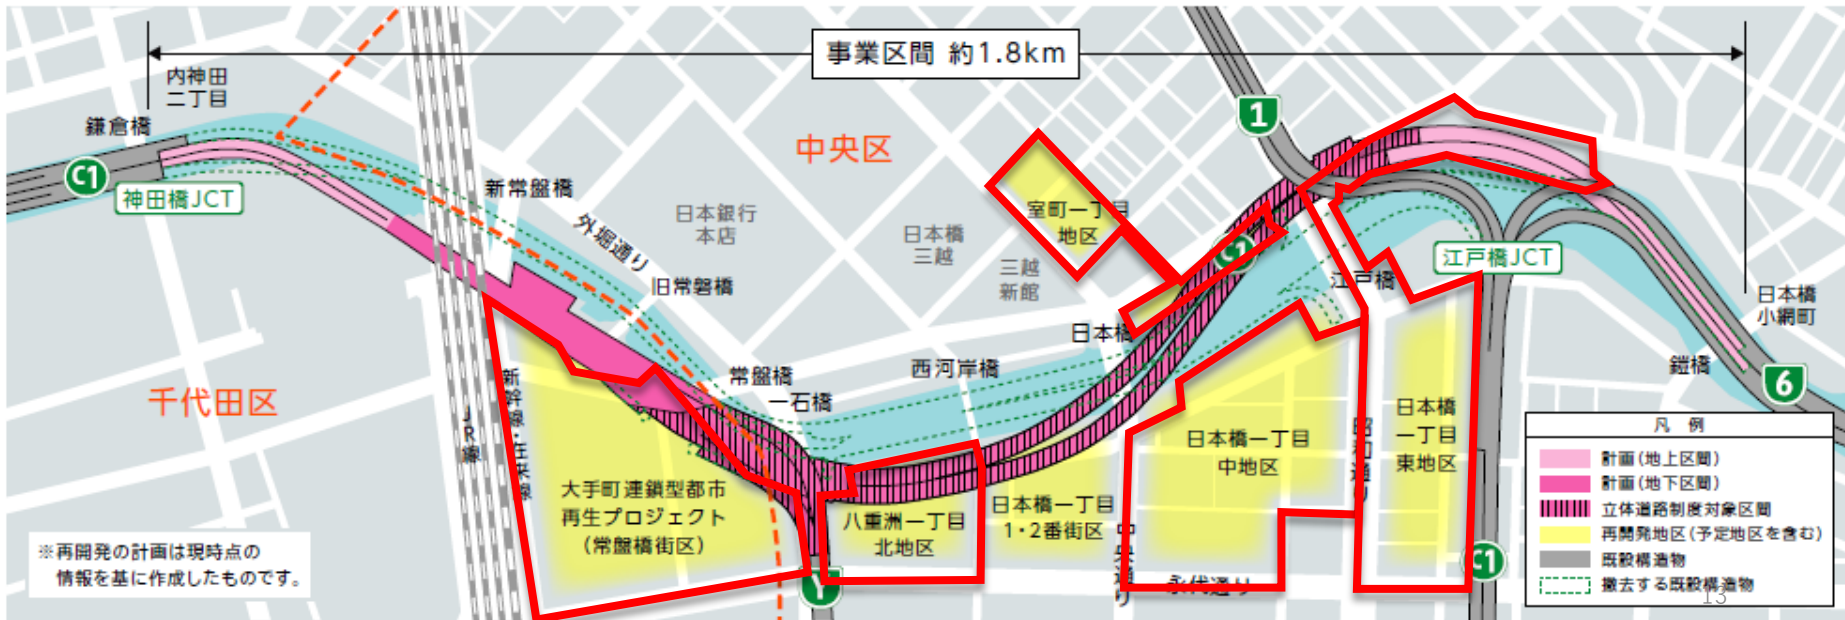 事業区間 約1.8km
内神田
二丁目
鎌倉橋
C1
神田橋JCT
新常盤橋
外堀通り
日本銀行
本店
旧常磐橋
中央区
日本橋
三越
三越
新館
室町一丁目
地区
1
C2
江戸橋
江戸橋JCT
日本橋
小網町
鎧橋
6
千代田区
JR線
新幹線・在来線
常盤橋
一石橋
西河岸橋
日本橋
大手町連鎖型都市
再生プロジェクト
(常盤橋街区)
八重洲一丁目
北地区
日本橋一丁目
1・2番街区
中央通り
日本橋一丁目
中地区
昭和通り
日本橋
一丁目
東地区
永代通り
Y
C1
※再開発の計画は現時点の
情報を基に作成したものです。
凡 例
計画(地上区間)
計画(地下区間)
立体道路制度対象区間
再開発地区(予定地区を含む)
既設構造物
撤去する既設構造物
13